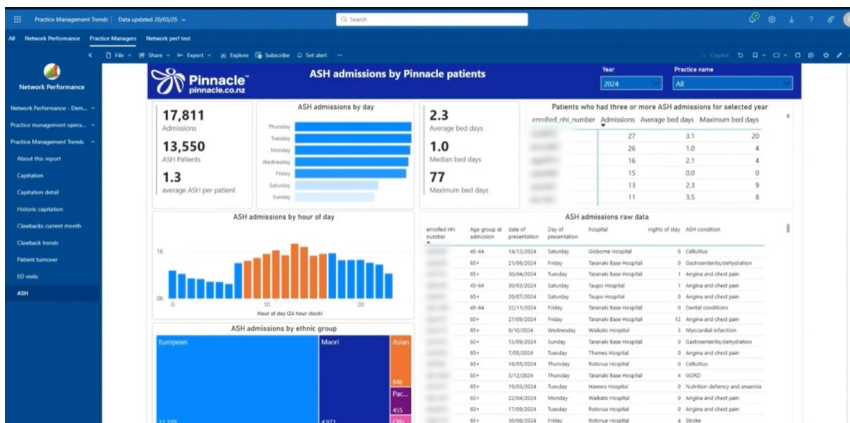 Practice Management Trends | Data updated 20/03/25
Search
All Network Performance Practice Managers Network perf test
File Share Export Explore Subscribe Set alert ...
Copilot
Network Performance
Network Performance - Dem...
Practice management opera...
Practice Management Trends
About this report
Capitation
Capitation detail
Historic capitation
Clawbacks current month
Clawback trends
Patient turnover
ED visits
ASH
Pinnacle
pinnacle.co.nz
ASH admissions by Pinnacle patients
Year
2024
Practice name
All
17,811
Admissions
13,550
ASH Patients
1.3
average ASH per patient
ASH admissions by day
Thursday
Tuesday
Monday
Wednesday
Friday
Saturday
Sunday
2.3
Average bed days
1.0
Median bed days
77
Maximum bed days
Patients who had three or more ASH admissions for selected year
enrolled_nhi_number Admissions Average bed days Maximum bed days
27 3.1 20
26 1.0 4
16 2.1 4
15 0.0 0
13 2.3 9
11 3.5 8
ASH admissions by hour of day
1K
0K
0 10 20
Hour of day (24 hour clock)
ASH admissions by ethnic group
European
Maori
4,971
Asian
846
Pac...
455
Oth...
ASH admissions raw data
enrolled nhi number Age group at admission date of presentation Day of presentation hospital nights of stay ASH condition
45-64 14/12/2024 Saturday Gisborne Hospital 0 Cellulitis
65+ 21/06/2024 Friday Taranaki Base Hospital 0 Gastroenteritis/dehydration
65+ 30/04/2024 Tuesday Taranaki Base Hospital 1 Angina and chest pain
45-64 30/03/2024 Saturday Taupo Hospital 1 Angina and chest pain
65+ 20/07/2024 Saturday Taupo Hospital 0 Angina and chest pain
45-64 22/11/2024 Friday Taranaki Base Hospital 0 Dental conditions
65+ 27/09/2024 Friday Taranaki Base Hospital 12 Angina and chest pain
65+ 9/10/2024 Wednesday Waikato Hospital 3 Myocardial infarction
65+ 15/09/2024 Sunday Taranaki Base Hospital 0 Gastroenteritis/dehydration
65+ 7/05/2024 Tuesday Thames Hospital 0 Angina and chest pain
65+ 16/05/2024 Thursday Rotorua Hospital 0 Cellulitis
65+ 5/12/2024 Thursday Taranaki Base Hospital 4 GORD
65+ 19/03/2024 Tuesday Hawera Hospital 0 Nutrition defiency and anaemia
65+ 22/04/2024 Monday Waikato Hospital 0 Angina and chest pain
65+ 17/09/2024 Tuesday Rotorua Hospital 0 Angina and chest pain
65+ 30/08/2024 Friday Rotorua Hospital 4 Stroke